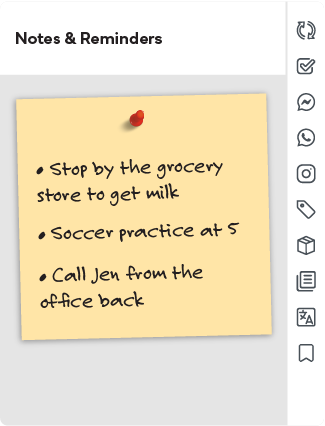 Notes & Reminders
• Stop by the grocery
store to get milk
• Soccer practice at 5
• Call Jen from the
office back